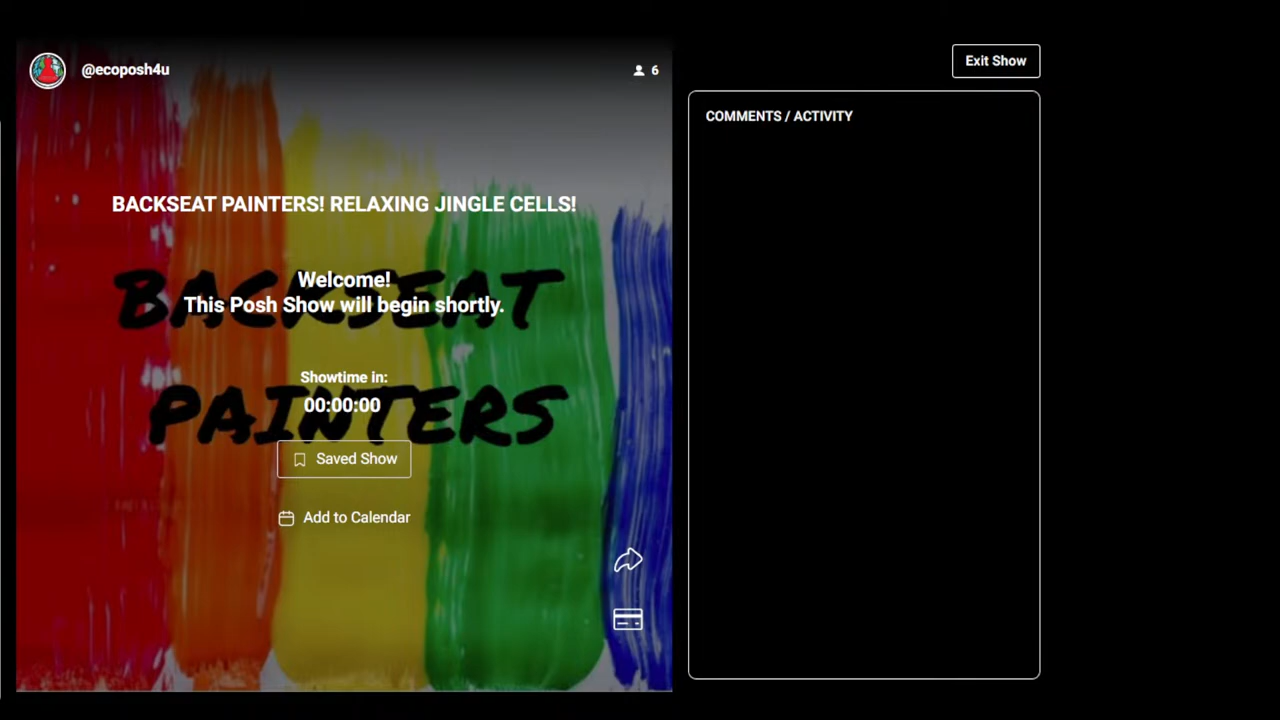 @ecoposh4u
6
Exit Show
COMMENTS / ACTIVITY
BACKSEAT PAINTERS! RELAXING JINGLE CELLS!
Welcome!
This Posh Show will begin shortly.
BACKSEAT
Showtime in:
00:00:00
PAINTERS
Saved Show
Add to Calendar